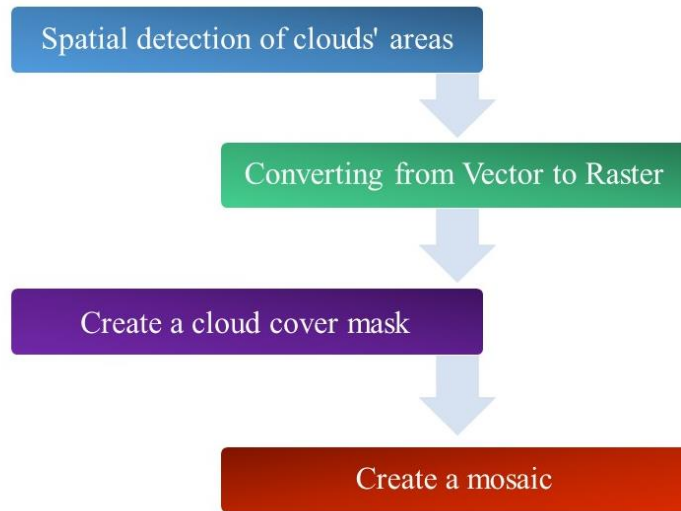 Spatial detection of clouds' areas
Converting from Vector to Raster
Create a cloud cover mask
Create a mosaic